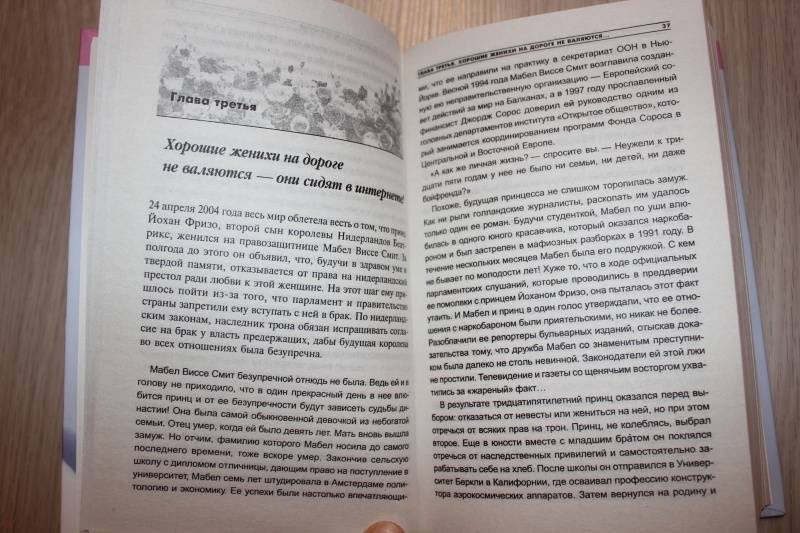 Глава третья
Хорошие женихи на дороге
не валяются — они сидят в интернете!
24 апреля 2004 года весь мир облетела весть о том, что принц
Йохан Фризо, второй сын королевы Нидерландов Беат-
рикс, женился на правозащитнице Мабел Виссе Смит. За
полгода до этого он объявил, что, будучи в здравом уме и
твердой памяти, отказывается от права на нидерландский
престол ради любви к этой женщине. На этот шаг ему при-
шлось пойти из-за того, что парламент и правительство
страны запретили ему вступать с ней в брак. По нидерланд-
ским законам, наследник трона обязан испрашивать согла-
сие на брак у власть предержащих, дабы будущая королева
во всех отношениях была безупречна.
Мабел Виссе Смит безупречной отнюдь не была. Ведь ей и в
голову не приходило, что в один прекрасный день в нее влю-
бится принц и от ее безупречности будут зависеть судьбы ди-
настии! Она была самой обыкновенной девочкой из небогатой
семьи. Отец умер, когда ей было девять лет. Мать вновь вышла
замуж. Но отчим, фамилию которого Мабел носила до самого
последнего времени, тоже вскоре умер. Закончив сельскую
школу с дипломом отличницы, дающим право на поступление в
университет, Мабел семь лет штудировала в Амстердаме поли-
тологию и экономику. Ее успехи были настолько впечатляющи-
ГЛАВА ТРЕТЬЯ. ХОРОШИЕ ЖЕНИХИ НА ДОРОГЕ НЕ ВАЛЯЮТСЯ... 37
ми, что ее направили на практику в секретариат ООН в Нью-
Йорке. Весной 1994 года Мабел Виссе Смит возглавила создан-
ную ею неправительственную организацию — Европейский со-
вет действий за мир на Балканах, а в 1997 году прославленный
финансист Джордж Сорос доверил ей руководство одним из
головных департаментов института «Открытое общество», кото-
рый занимается координированием программ Фонда Сороса в
Центральной и Восточной Европе.
«А как же личная жизнь? — спросите вы. — Неужели к три-
дцати пяти годам у нее не было ни семьи, ни детей, ни даже
бойфренда?»
Похоже, будущая принцесса не слишком торопилась замуж.
Как ни рыли голландские журналисты, раскопать им удалось
только один ее роман. Будучи студенткой, Мабел по уши влюби-
лась в одного юного красавчика, который оказался наркоба-
роном и был застрелен в мафиозных разборках в 1991 году. В
течение нескольких месяцев Мабел была его подружкой. С кем
не бывает по молодости лет! Хуже то, что в ходе официальных
парламентских слушаний, которые проводились в преддверии
ее помолвки с принцем Йоханом Фризо, она пыталась этот факт
утаить. И Мабел и принц в один голос утверждали, что ее отно-
шения с наркобароном были приятельскими, но никак не более.
Разоблачили ее репортеры бульварных изданий, отыскав дока-
зательства тому, что дружба Мабел со знаменитым преступни-
ком была далеко не столь невинной. Законодатели ей этой лжи
не простили. Телевидение и газеты со щенячьим восторгом ухва-
тились за «жареный» факт…
В результате тридцатипятилетний принц оказался перед вы-
бором: отказаться от невесты или жениться на ней, но при этом
отречься от всяких прав на трон. Принц, не колеблясь, выбрал
второе. Еще в юности вместе с младшим братом он поклялся
отречься от наследственных привилегий и самостоятельно за-
рабатывать себе на хлеб. После школы он отправился в Универ-
ситет Беркли в Калифорнии, где осваивал профессию конструк-
тора аэрокосмических аппаратов. Затем вернулся на родину и